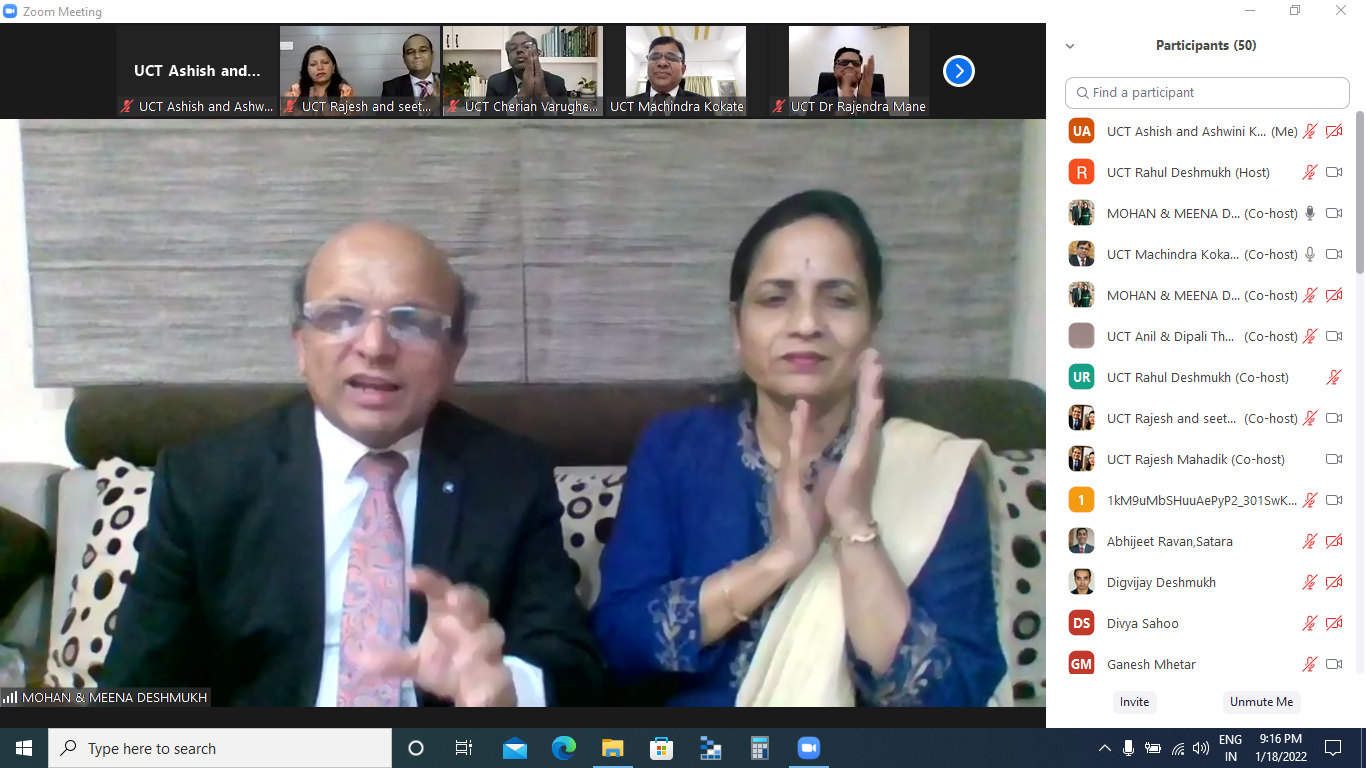 Zoom Meeting
UCT Ashish and...
UCT Ashish and Ashw...
UCT Rajesh and seet...
UCT Cherian Varughe...
UCT Machindra Kokate
UCT Dr Rajendra Mane
MOHAN & MEENA DESHMUKH
Participants (50)
Find a participant
UA UCT Ashish and Ashwini K... (Me)
R UCT Rahul Deshmukh (Host)
MOHAN & MEENA D... (Co-host)
UCT Machindra Koka... (Co-host)
MOHAN & MEENA D... (Co-host)
UCT Anil & Dipali Th... (Co-host)
UR UCT Rahul Deshmukh (Co-host)
UCT Rajesh and seet... (Co-host)
UCT Rajesh Mahadik (Co-host)
1 1kM9uMbSHuuAePyP2_301SwK...
Abhijeet Ravan,Satara
Digvijay Deshmukh
DS Divya Sahoo
GM Ganesh Mhetar
Invite Unmute Me
Type here to search
ENG
IN
9:16 PM
1/18/2022